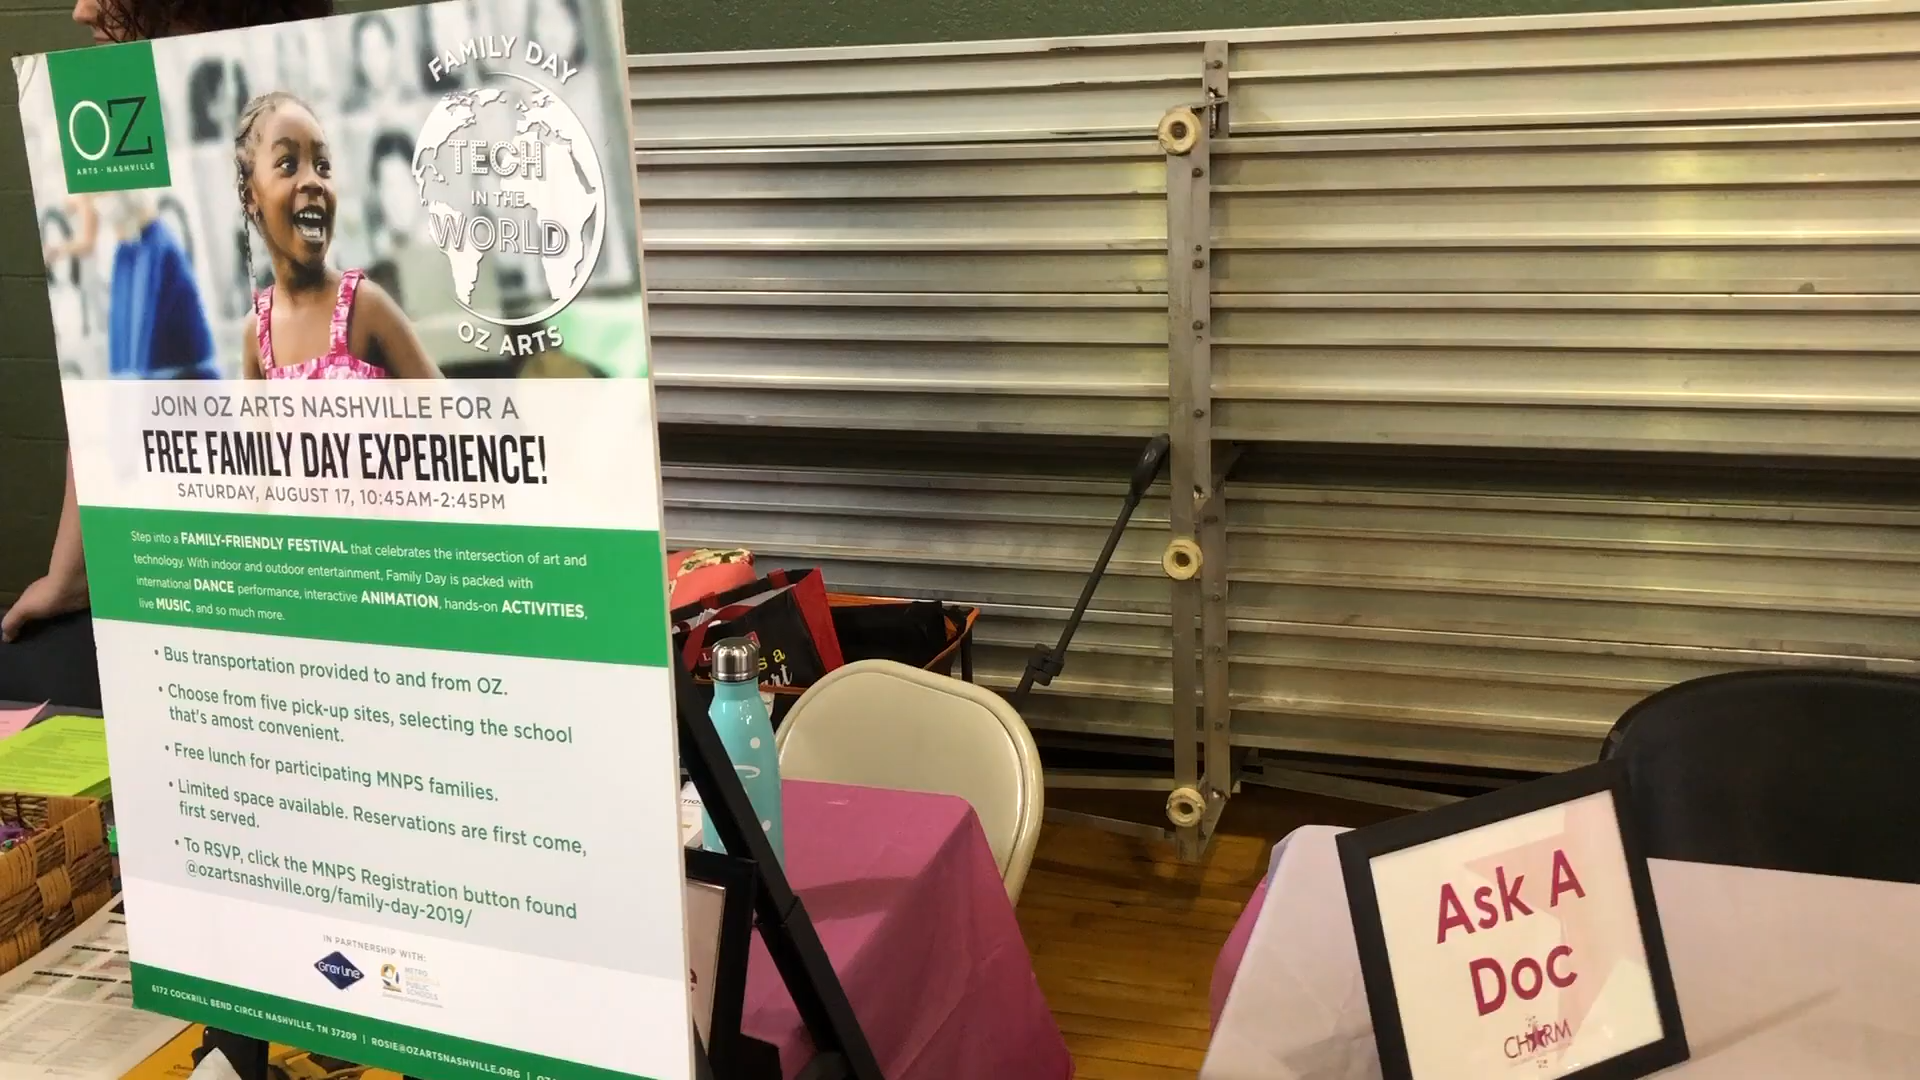 OZ
ARTS · NASHVILLE
FAMILY DAY
TECH
IN THE
WORLD
OZ ARTS
JOIN OZ ARTS NASHVILLE FOR A
FREE FAMILY DAY EXPERIENCE!
SATURDAY, AUGUST 17, 10:45AM-2:45PM
Step into a FAMILY-FRIENDLY FESTIVAL that celebrates the intersection of art and
technology. With indoor and outdoor entertainment, Family Day is packed with
international DANCE performance, interactive ANIMATION, hands-on ACTIVITIES,
live MUSIC, and so much more.
• Bus transportation provided to and from OZ.
• Choose from five pick-up sites, selecting the school
that's amost convenient.
• Free lunch for participating MNPS families.
• Limited space available. Reservations are first come,
first served.
• To RSVP, click the MNPS Registration button found
@ozartsnashville.org/family-day-2019/
IN PARTNERSHIP WITH:
Gray Line
METRO
NASHVILLE
PUBLIC
SCHOOLS
6172 COCKRILL BEND CIRCLE NASHVILLE, TN 37209 | ROSIE@OZARTSNASHVILLE.ORG |
s a
Ask A
Doc
CHARM